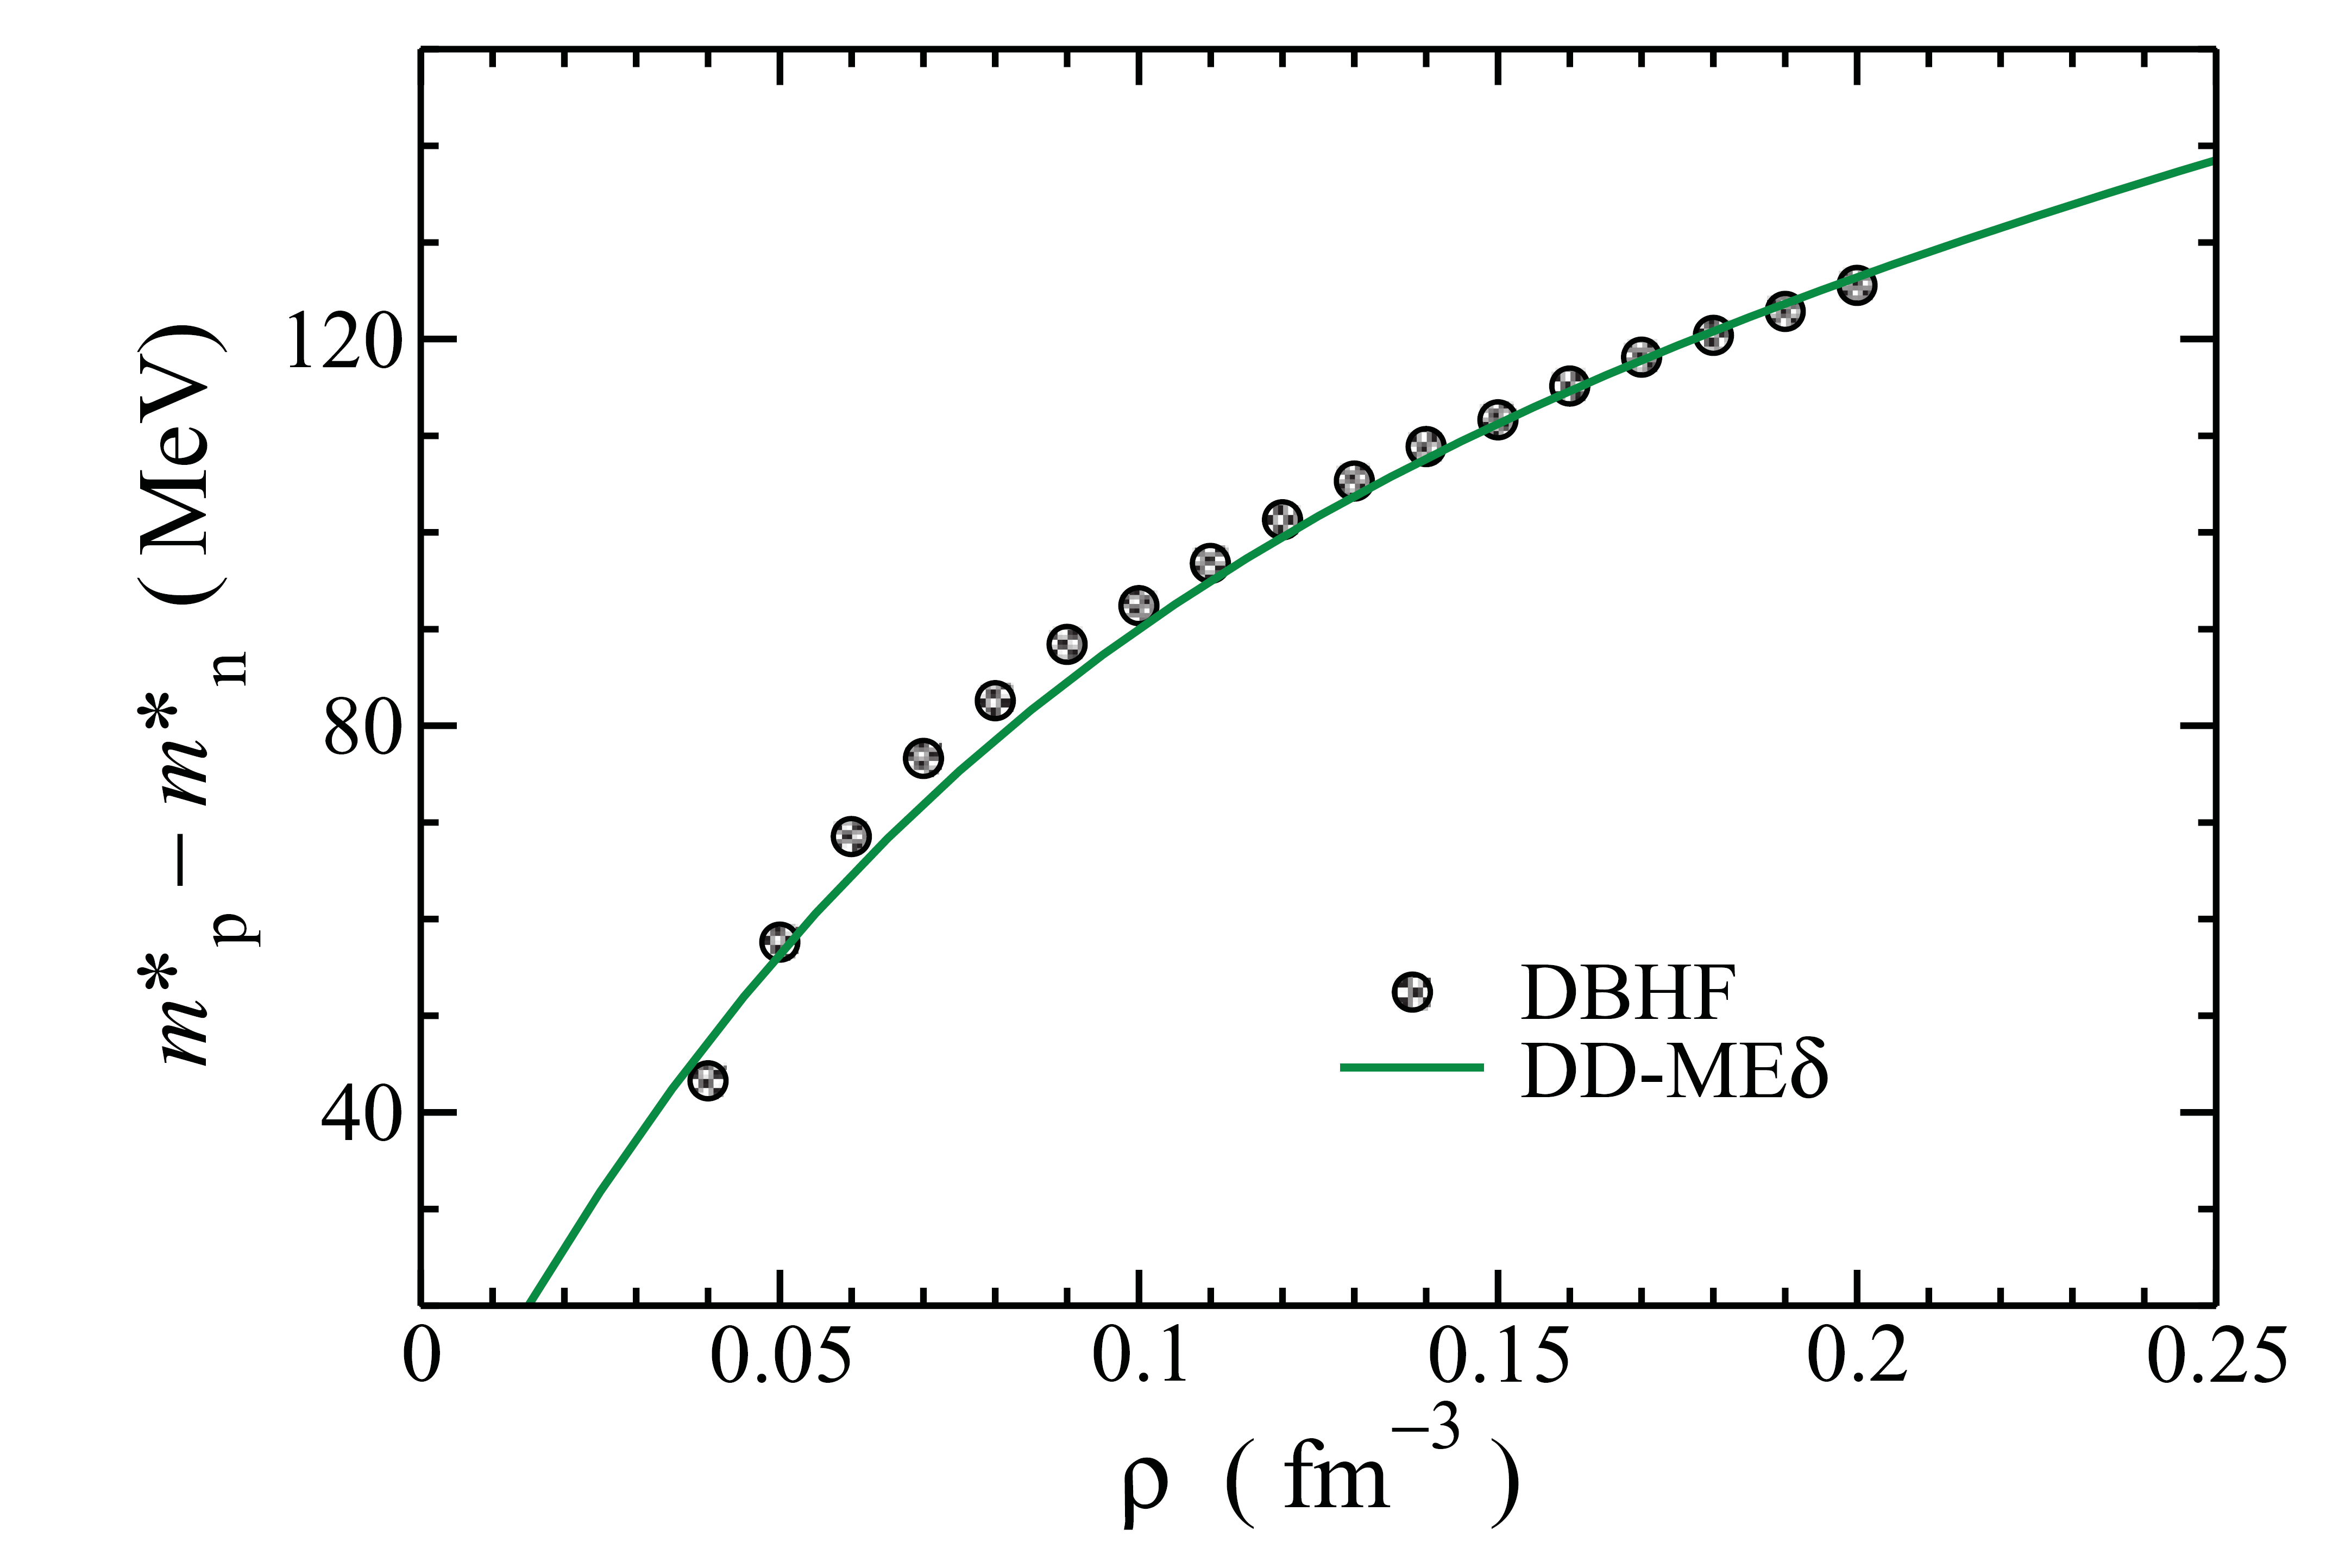 m*p − m*n (MeV)
120
80
40
DBHF
DD-MEδ
0 0.05 0.1 0.15 0.2 0.25
ρ ( fm−3 )